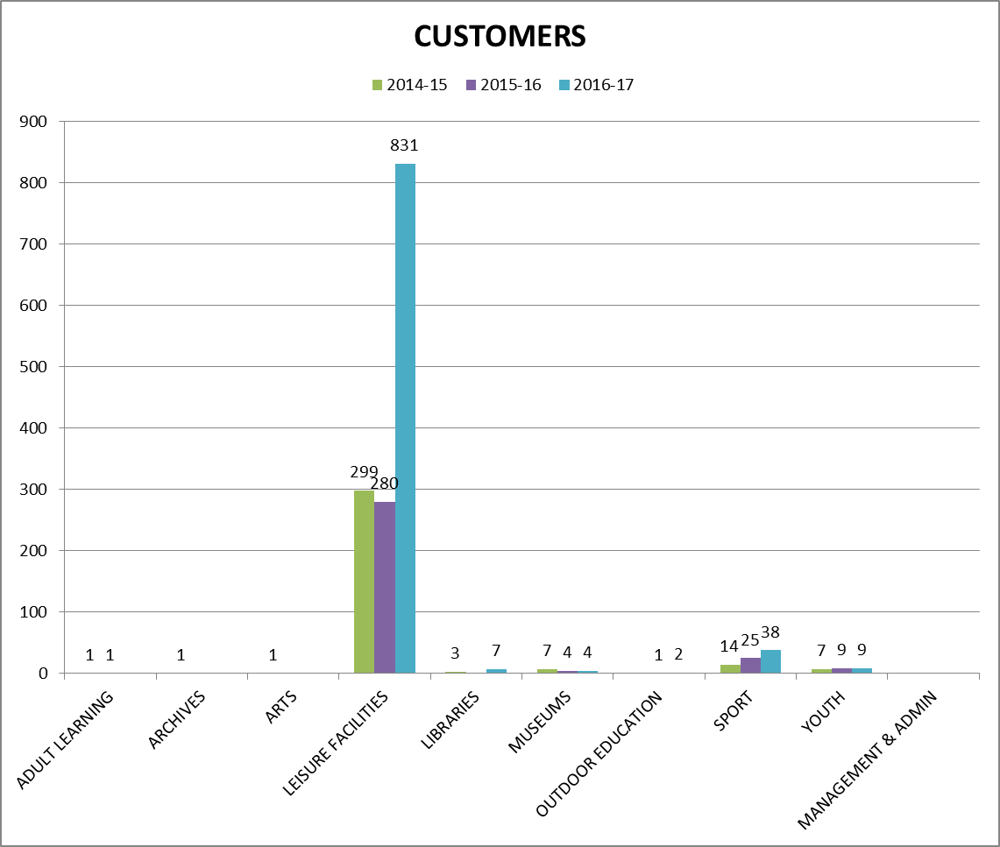 CUSTOMERS
2014-15 2015-16 2016-17
900
800
700
600
500
400
300
200
100
0
1 1
1
1
299 280 831
3 7
7 4 4
1 2
14 25 38
7 9 9
ADULT LEARNING
ARCHIVES
ARTS
LEISURE FACILITIES
LIBRARIES
MUSEUMS
OUTDOOR EDUCATION
SPORT
YOUTH
MANAGEMENT & ADMIN